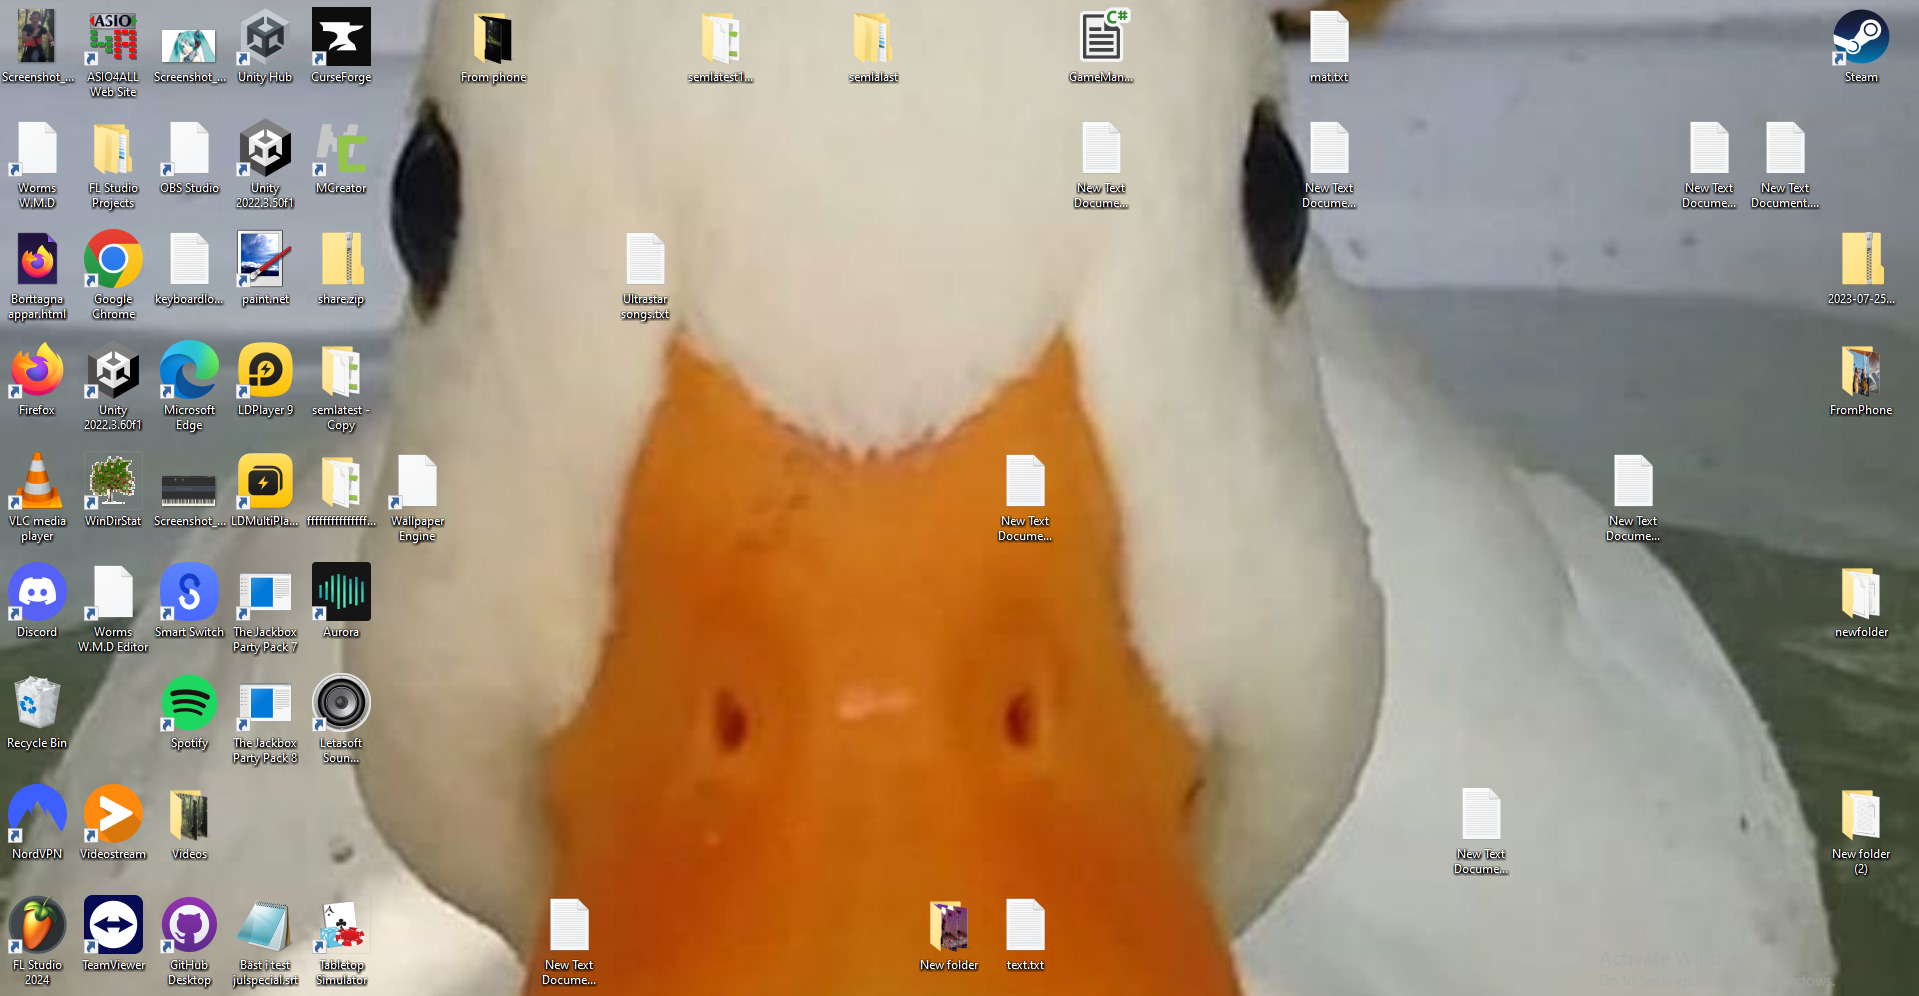 Screenshot_...
ASIO
ASIO4ALL
Web Site
Screenshot_...
Unity Hub
CurseForge
From phone
semlatest1...
semlalast
C#
GameMan...
mat.txt
Steam
Worms
W.M.D
FL Studio
Projects
OBS Studio
Unity
2022.3.50f1
MCreator
New Text
Docume...
New Text
Docume...
New Text
Docume...
New Text
Document....
Borttagna
appar.html
Google
Chrome
keyboardlo...
paint.net
share.zip
Ultrastar
songs.txt
2023-07-25...
Firefox
Unity
2022.3.60f1
Microsoft
Edge
LDPlayer 9
semlatest -
Copy
FromPhone
VLC media
player
WinDirStat
Screenshot_...
LDMultiPla...
ffffffffffffffff...
Wallpaper
Engine
New Text
Docume...
New Text
Docume...
Discord
Worms
W.M.D Editor
Smart Switch
The Jackbox
Party Pack 7
Aurora
newfolder
Recycle Bin
Spotify
The Jackbox
Party Pack 8
Letasoft
Soun...
NordVPN
Videostream
Videos
New Text
Docume...
New folder
(2)
FL Studio
2024
TeamViewer
GitHub
Desktop
Bäst i test
julspecial.srt
Tabletop
Simulator
New Text
Docume...
New folder
text.txt
Activate Win
Go to Settings